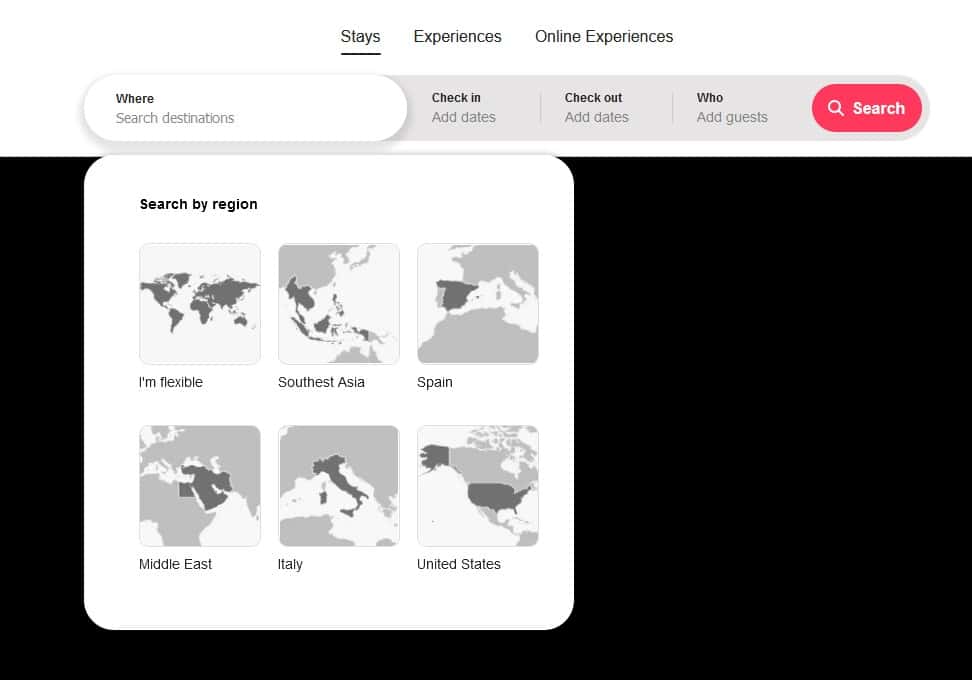 Stays Experiences Online Experiences
Where
Search destinations
Check in
Add dates
Check out
Add dates
Who
Add guests
Search
Search by region
I'm flexible
Southest Asia
Spain
Middle East
Italy
United States